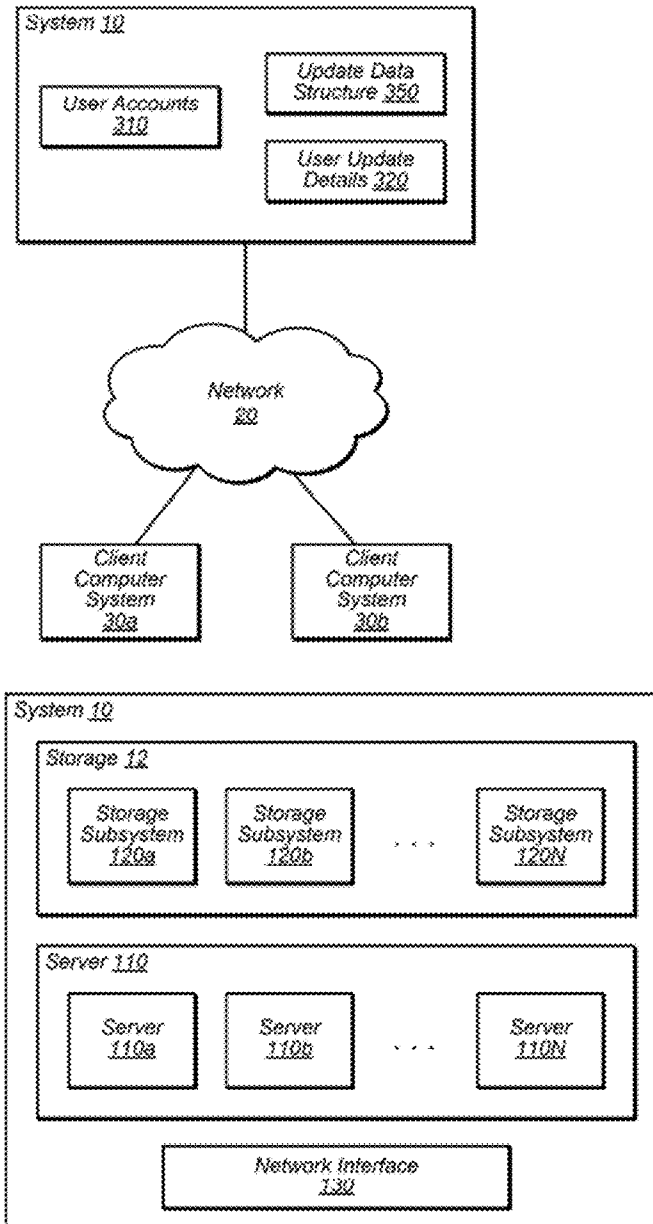 System 10
Update Data
Structure 350
User Accounts
310
User Update
Details 320
Network
20
Client
Computer
System
30a
Client
Computer
System
30b
System 10
Storage 12
Storage
Subsystem
120a
Storage
Subsystem
120b
. . .
Storage
Subsystem
120N
Server 110
Server
110a
Server
110b
. . .
Server
110N
Network Interface
130